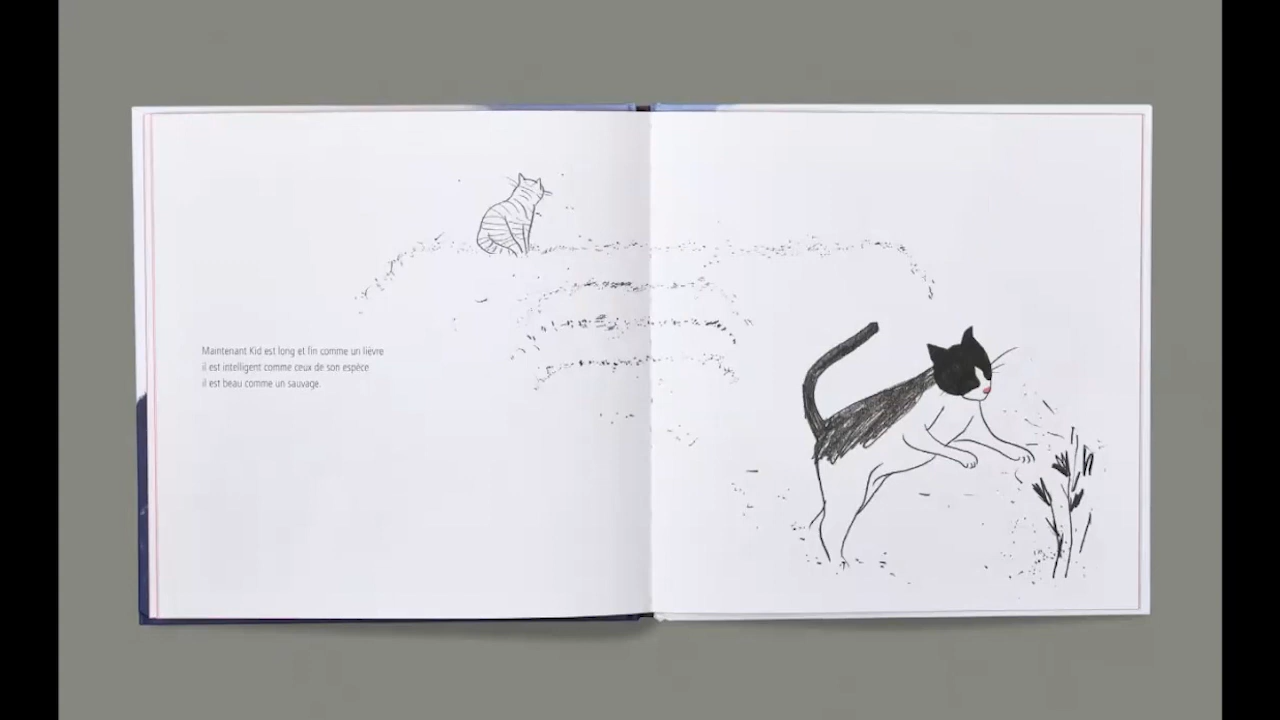 Maintenant Kid est long et fin comme un lièvre
il est intelligent comme ceux de son espèce
il est beau comme un sauvage.